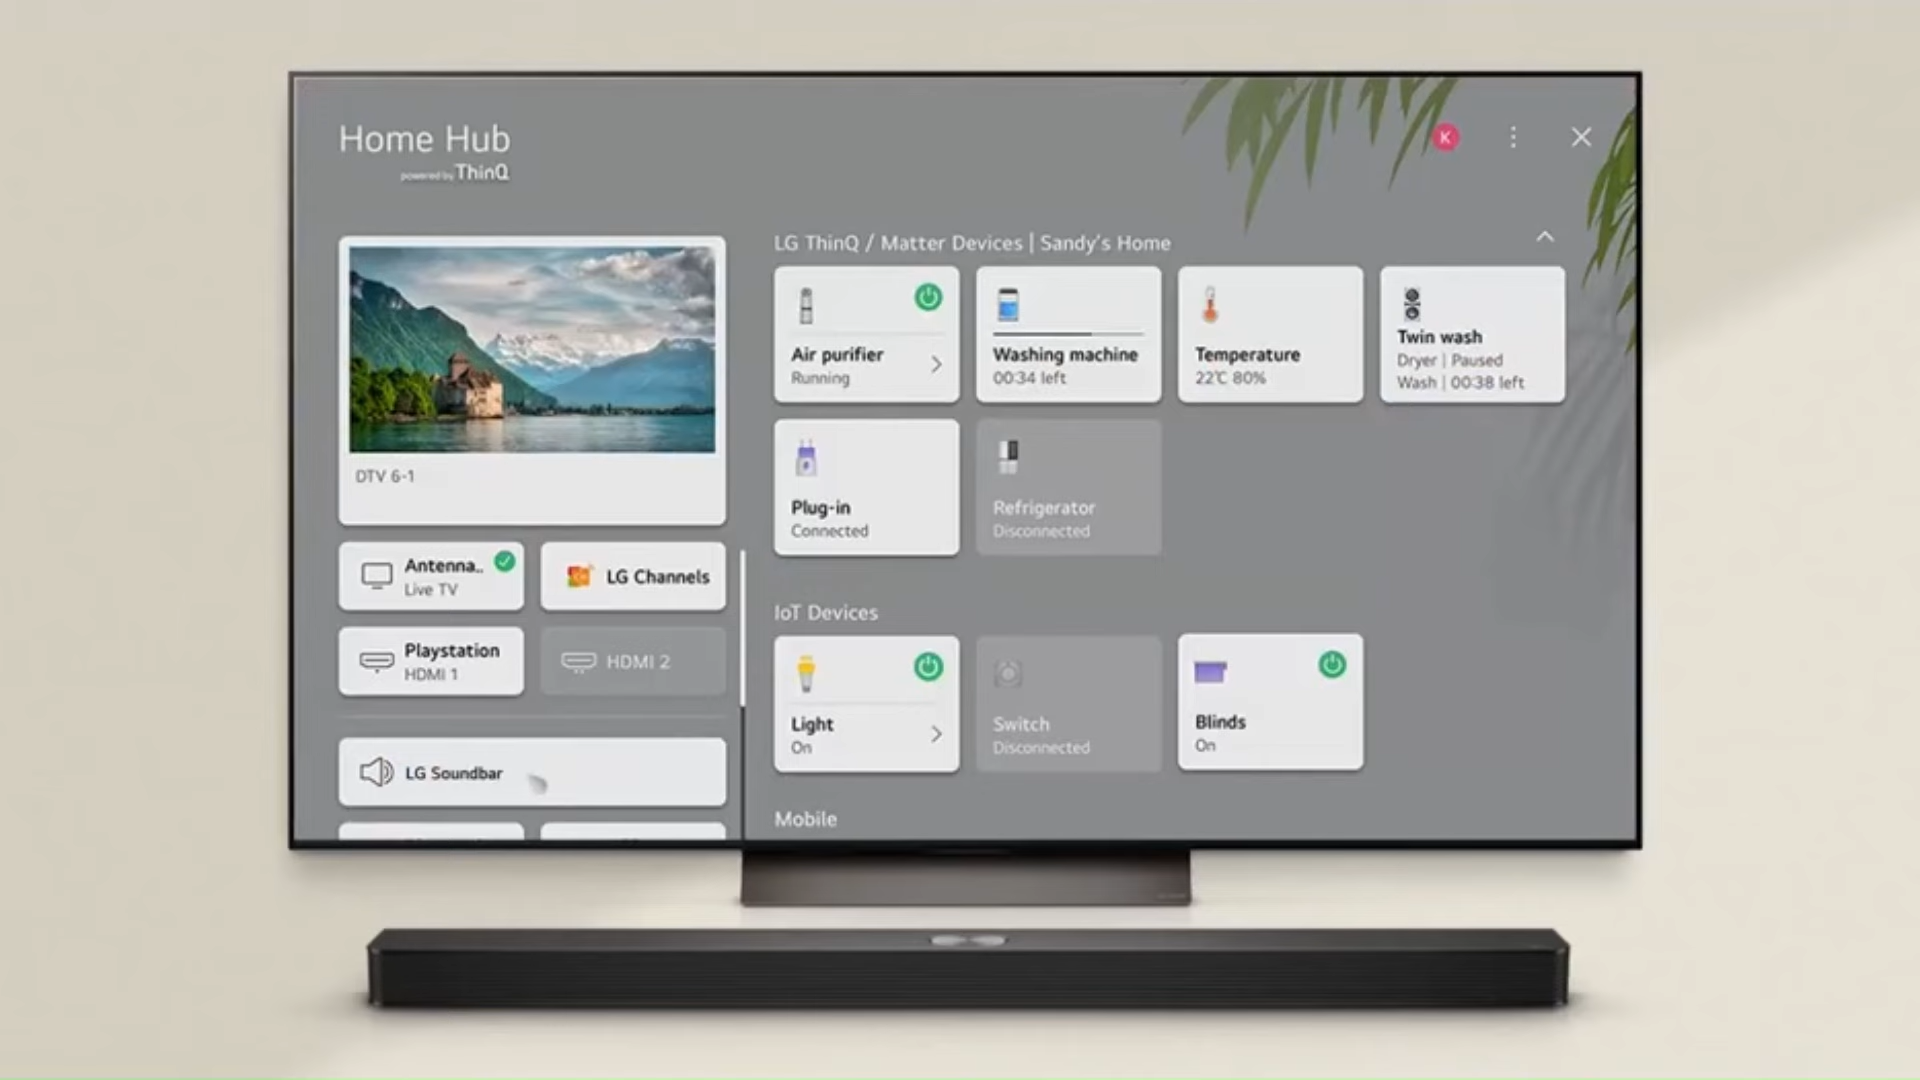 Home Hub
powered by ThinQ
K
DTV 6-1
Antenna..
Live TV
LG Channels
Playstation
HDMI 1
HDMI 2
LG Soundbar
LG ThinQ / Matter Devices | Sandy's Home
Air purifier
Running
Washing machine
00:34 left
Temperature
22℃ 80%
Twin wash
Dryer | Paused
Wash | 00:38 left
Plug-in
Connected
Refrigerator
Disconnected
IoT Devices
Light
On
Switch
Disconnected
Blinds
On
Mobile